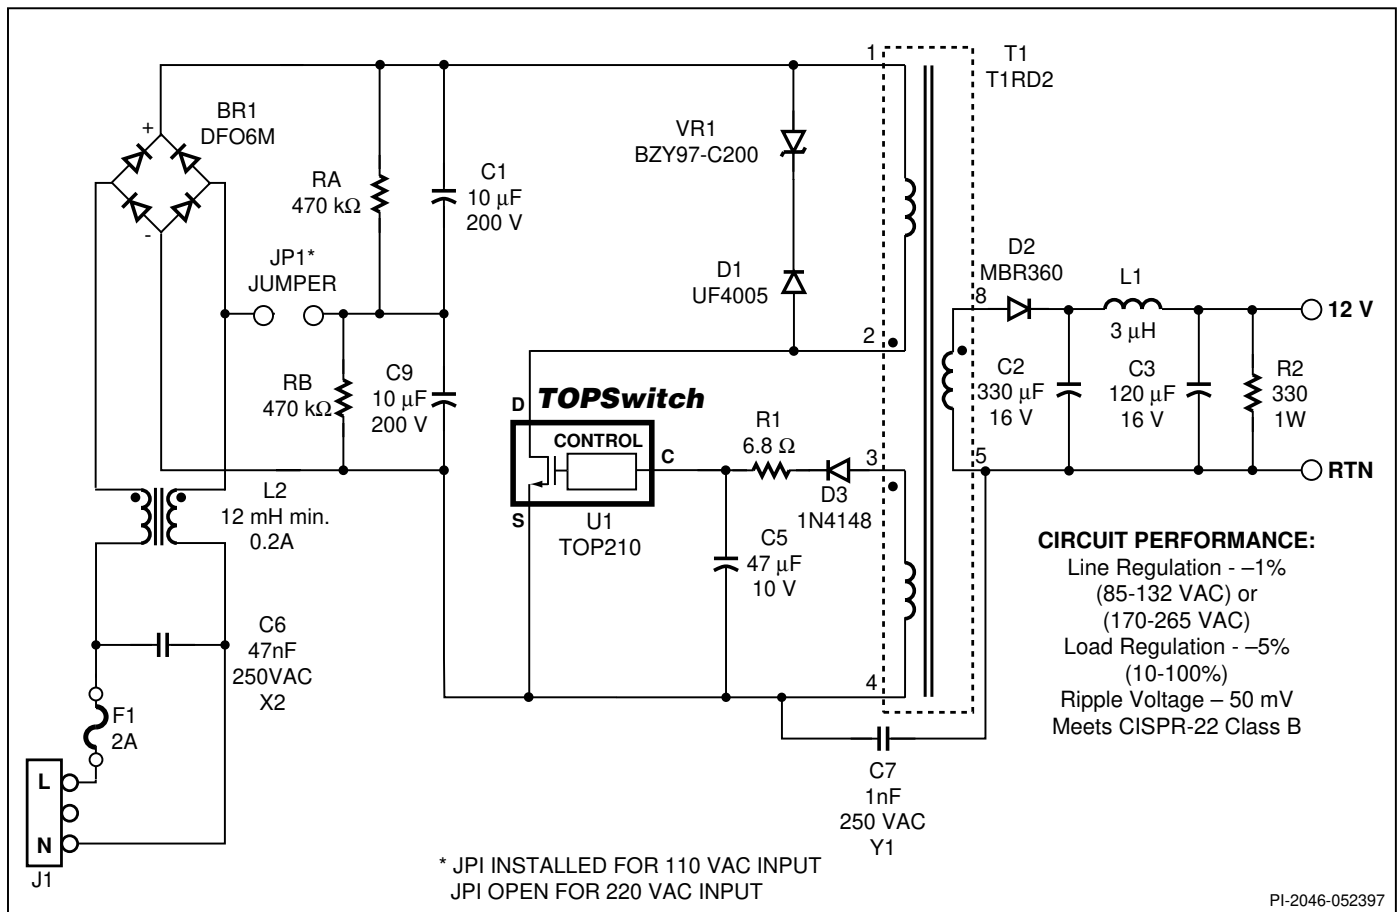 1
T1
T1RD2
BR1
DFO6M
+
-
VR1
BZY97-C200
RA
470 kΩ
C1
10 µF
200 V
JP1*
JUMPER
D1
UF4005
D2
MBR360
8
L1
3 µH
12 V
2
RB
470 kΩ
C9
10 µF
200 V
TOPSwitch
D
CONTROL
C
S
U1
TOP210
R1
6.8 Ω
3
D3
1N4148
C2
330 µF
16 V
C3
120 µF
16 V
R2
330
1W
5
RTN
L2
12 mH min.
0.2A
C5
47 µF
10 V
CIRCUIT PERFORMANCE:
Line Regulation - –1%
(85-132 VAC) or
(170-265 VAC)
Load Regulation - –5%
(10-100%)
Ripple Voltage – 50 mV
Meets CISPR-22 Class B
C6
47nF
250VAC
X2
4
F1
2A
L
N
J1
C7
1nF
250 VAC
Y1
* JPI INSTALLED FOR 110 VAC INPUT
JPI OPEN FOR 220 VAC INPUT
PI-2046-052397